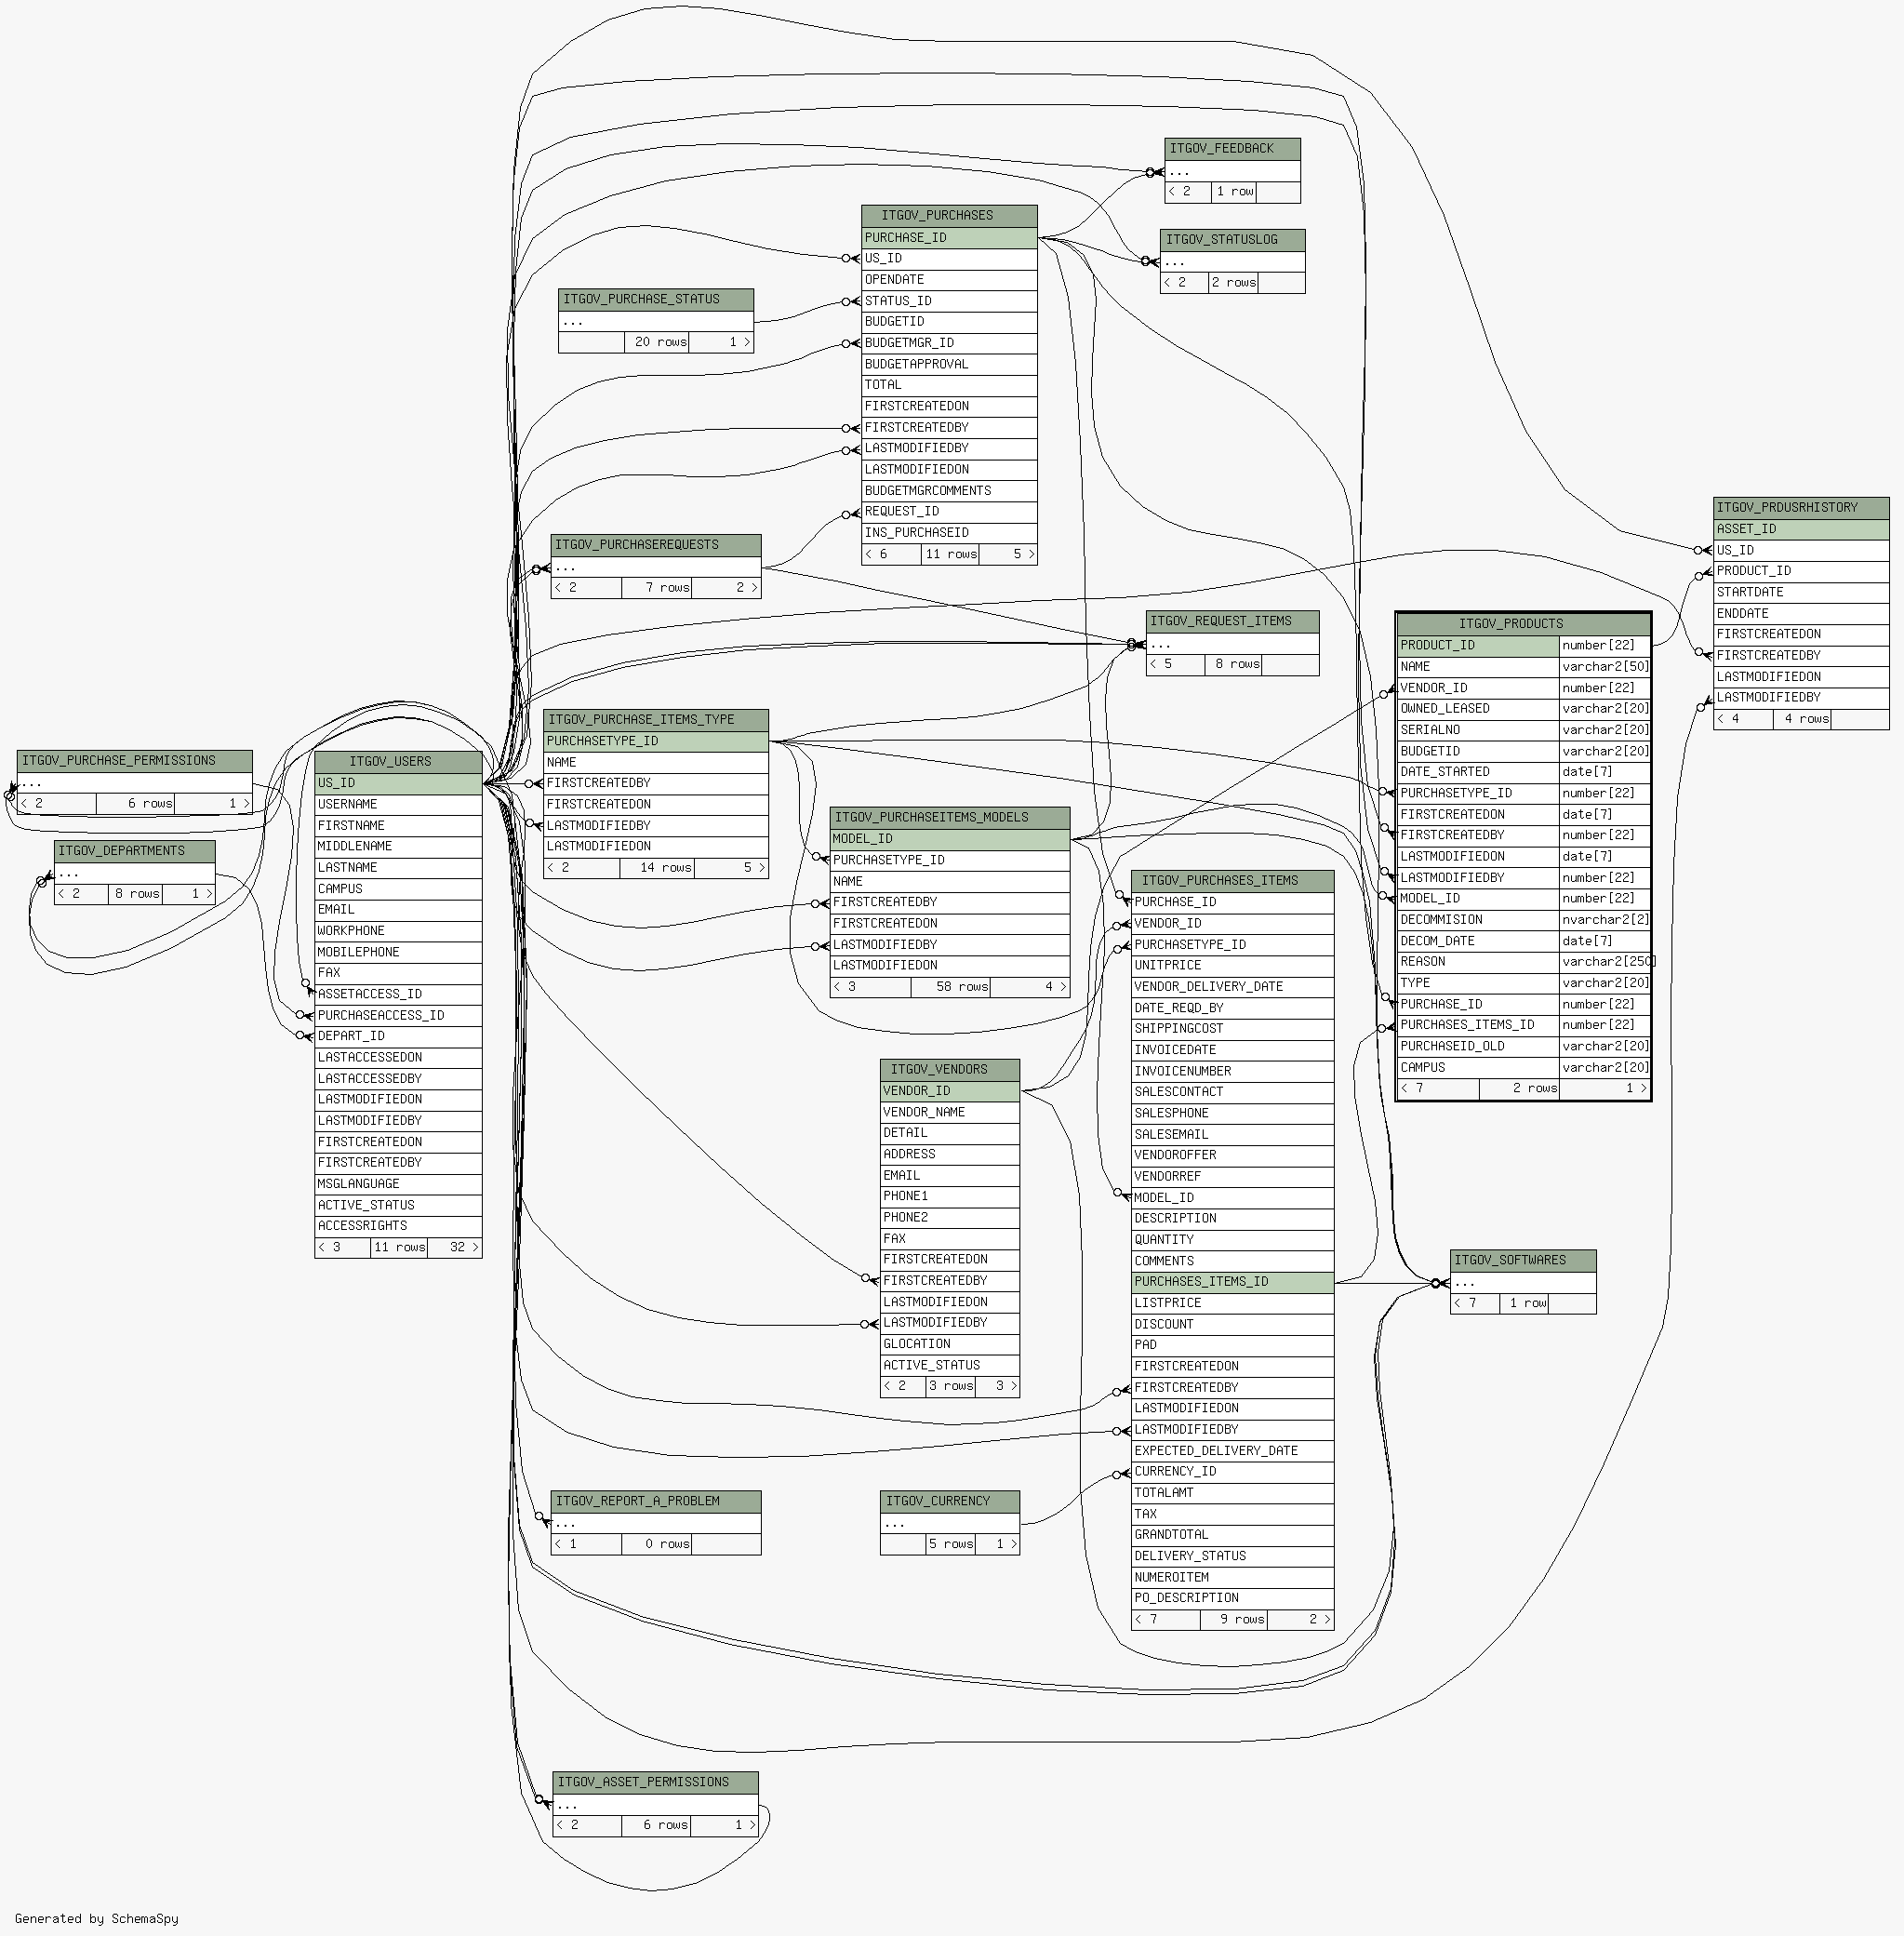 ITGOV_FEEDBACK
...
< 2 1 row
ITGOV_PURCHASES
PURCHASE_ID
US_ID
OPENDATE
STATUS_ID
BUDGETID
BUDGETMGR_ID
BUDGETAPPROVAL
TOTAL
FIRSTCREATEDON
FIRSTCREATEDBY
LASTMODIFIEDBY
LASTMODIFIEDON
BUDGETMGRCOMMENTS
REQUEST_ID
INS_PURCHASEID
< 6 11 rows 5 >
ITGOV_STATUSLOG
...
< 2 2 rows
ITGOV_PURCHASE_STATUS
...
20 rows 1 >
ITGOV_PURCHASEREQUESTS
...
< 2 7 rows 2 >
ITGOV_PRDUSRHISTORY
ASSET_ID
US_ID
PRODUCT_ID
STARTDATE
ENDDATE
FIRSTCREATEDON
FIRSTCREATEDBY
LASTMODIFIEDON
LASTMODIFIEDBY
< 4 4 rows
ITGOV_REQUEST_ITEMS
...
< 5 8 rows
ITGOV_PRODUCTS
PRODUCT_ID number[22]
NAME varchar2[50]
VENDOR_ID number[22]
OWNED_LEASED varchar2[20]
SERIALNO varchar2[20]
BUDGETID varchar2[20]
DATE_STARTED date[7]
PURCHASETYPE_ID number[22]
FIRSTCREATEDON date[7]
FIRSTCREATEDBY number[22]
LASTMODIFIEDON date[7]
LASTMODIFIEDBY number[22]
MODEL_ID number[22]
DECOMMISION nvarchar2[2]
DECOM_DATE date[7]
REASON varchar2[250]
TYPE varchar2[20]
PURCHASE_ID number[22]
PURCHASES_ITEMS_ID number[22]
PURCHASEID_OLD varchar2[20]
CAMPUS varchar2[20]
< 7 2 rows 1 >
ITGOV_PURCHASE_ITEMS_TYPE
PURCHASETYPE_ID
NAME
FIRSTCREATEDBY
FIRSTCREATEDON
LASTMODIFIEDBY
LASTMODIFIEDON
< 2 14 rows 5 >
ITGOV_PURCHASE_PERMISSIONS
...
< 2 6 rows 1 >
ITGOV_DEPARTMENTS
...
< 2 8 rows 1 >
ITGOV_USERS
US_ID
USERNAME
FIRSTNAME
MIDDLENAME
LASTNAME
CAMPUS
EMAIL
WORKPHONE
MOBILEPHONE
FAX
ASSETACCESS_ID
PURCHASEACCESS_ID
DEPART_ID
LASTACCESSEDON
LASTACCESSEDBY
LASTMODIFIEDON
LASTMODIFIEDBY
FIRSTCREATEDON
FIRSTCREATEDBY
MSGLANGUAGE
ACTIVE_STATUS
ACCESSRIGHTS
< 3 11 rows 32 >
ITGOV_PURCHASEITEMS_MODELS
MODEL_ID
PURCHASETYPE_ID
NAME
FIRSTCREATEDBY
FIRSTCREATEDON
LASTMODIFIEDBY
LASTMODIFIEDON
< 3 58 rows 4 >
ITGOV_PURCHASES_ITEMS
PURCHASE_ID
VENDOR_ID
PURCHASETYPE_ID
UNITPRICE
VENDOR_DELIVERY_DATE
DATE_REQD_BY
SHIPPINGCOST
INVOICEDATE
INVOICENUMBER
SALESCONTACT
SALESPHONE
SALESEMAIL
VENDOROFFER
VENDORREF
MODEL_ID
DESCRIPTION
QUANTITY
COMMENTS
PURCHASES_ITEMS_ID
LISTPRICE
DISCOUNT
PAD
FIRSTCREATEDON
FIRSTCREATEDBY
LASTMODIFIEDON
LASTMODIFIEDBY
EXPECTED_DELIVERY_DATE
CURRENCY_ID
TOTALAMT
TAX
GRANDTOTAL
DELIVERY_STATUS
NUMEROITEM
PO_DESCRIPTION
< 7 9 rows 2 >
ITGOV_VENDORS
VENDOR_ID
VENDOR_NAME
DETAIL
ADDRESS
EMAIL
PHONE1
PHONE2
FAX
FIRSTCREATEDON
FIRSTCREATEDBY
LASTMODIFIEDON
LASTMODIFIEDBY
GLOCATION
ACTIVE_STATUS
< 2 3 rows 3 >
ITGOV_SOFTWARES
...
< 7 1 row
ITGOV_REPORT_A_PROBLEM
...
< 1 0 rows
ITGOV_CURRENCY
...
5 rows 1 >
ITGOV_ASSET_PERMISSIONS
...
< 2 6 rows 1 >
Generated by SchemaSpy